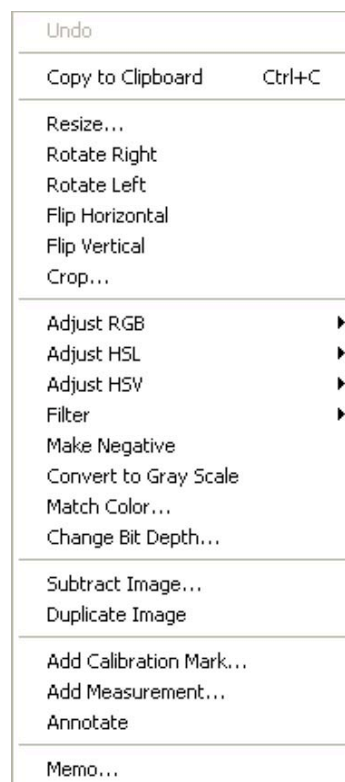 Undo
Copy to Clipboard Ctrl+C
Resize...
Rotate Right
Rotate Left
Flip Horizontal
Flip Vertical
Crop...
Adjust RGB
Adjust HSL
Adjust HSV
Filter
Make Negative
Convert to Gray Scale
Match Color...
Change Bit Depth...
Subtract Image...
Duplicate Image
Add Calibration Mark...
Add Measurement...
Annotate
Memo...